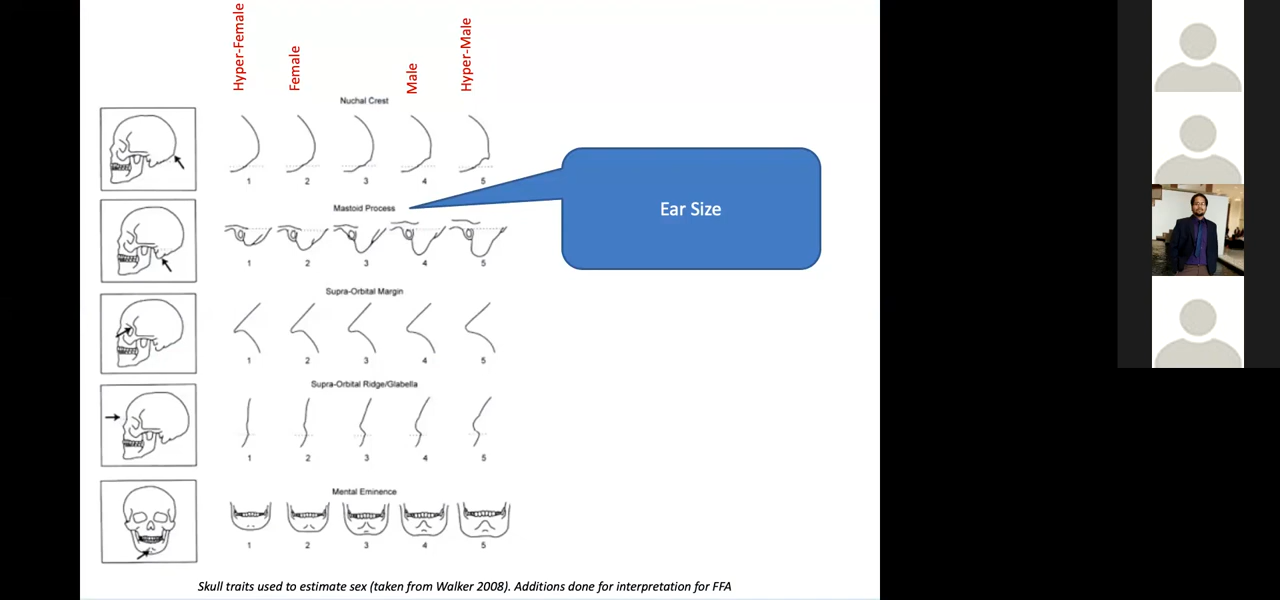 Hyper-Female
Female
Male
Hyper-Male
Nuchal Crest
1 2 3 4 5
Mastoid Process
1 2 3 4 5
Ear Size
Supra-Orbital Margin
1 2 3 4 5
Supra-Orbital Ridge/Glabella
1 2 3 4 5
Mental Eminence
1 2 3 4 5
Skull traits used to estimate sex (taken from Walker 2008). Additions done for interpretation for FFA